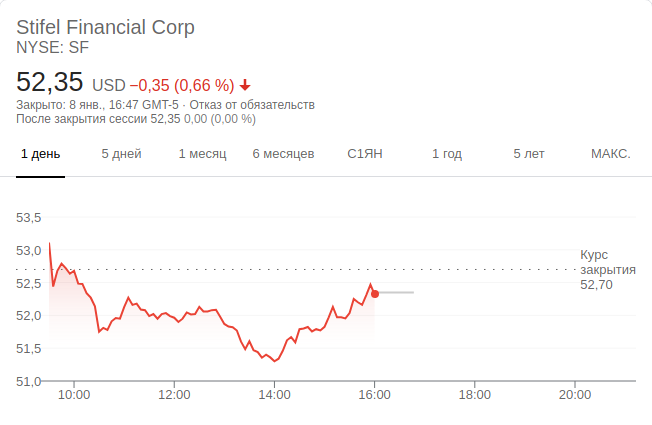 Stifel Financial Corp
NYSE: SF
52,35 USD −0,35 (0,66 %)
Закрыто: 8 янв., 16:47 GMT-5 · Отказ от обязательств
После закрытия сессии 52,35 0,00 (0,00 %)
1 день 5 дней 1 месяц 6 месяцев С1ЯН 1 год 5 лет МАКС.
53,5
53,0
Курс
закрытия
52,70
52,5
52,0
51,5
51,0
10:00 12:00 14:00 16:00 18:00 20:00